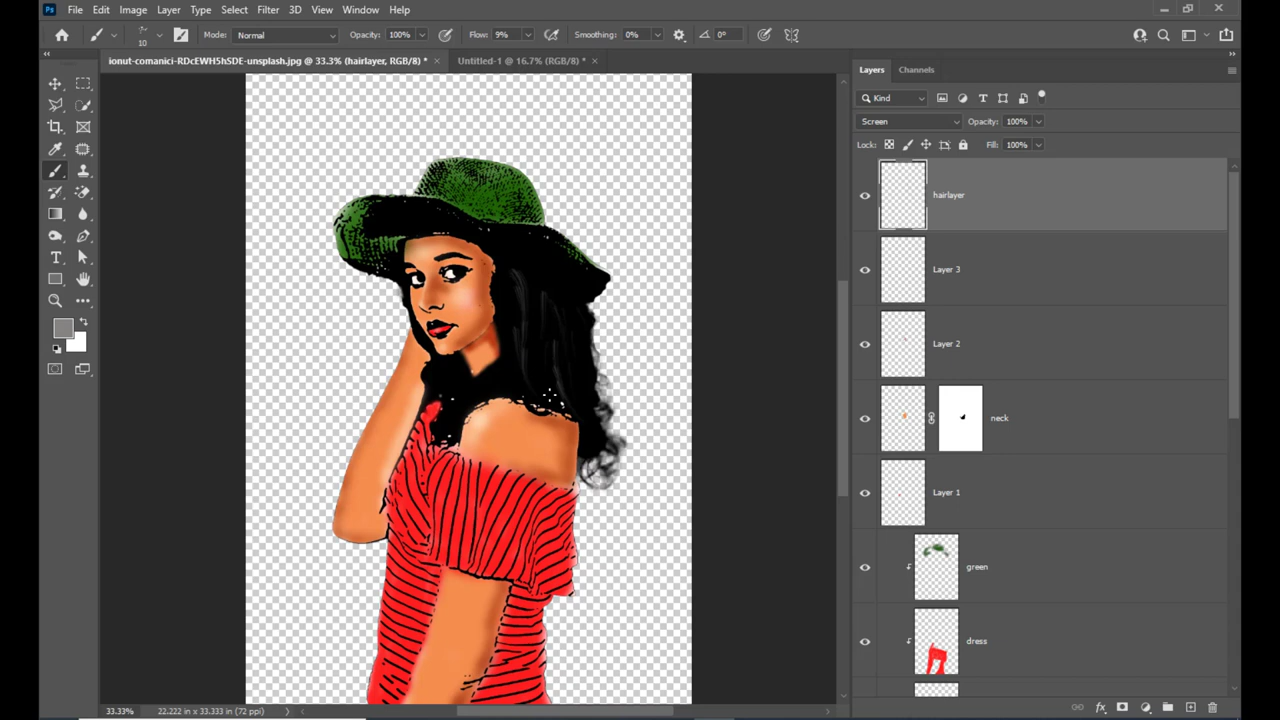 Ps File Edit Image Layer Type Select Filter 3D View Window Help
10 Mode: Normal Opacity: 100% Flow: 9% Smoothing: 0% 0°
ionut-comanici-RDcEWH5hSDE-unsplash.jpg @ 33.3% (hairlayer, RGB/8) * × Untitled-1 @ 16.7% (RGB/8) * ×
Layers Channels
Kind
Screen Opacity: 100%
Lock: Fill: 100%
hairlayer
Layer 3
Layer 2
neck
Layer 1
green
dress
33.33% 22.222 in x 33.333 in (72 ppi)